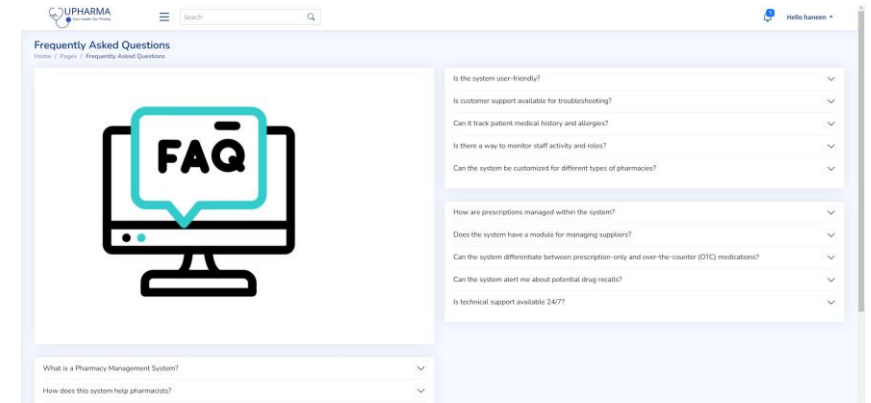 UPHARMA
Your Health, Our Priority
Search
Hello haneen
Frequently Asked Questions
Home / Pages / Frequently Asked Questions
FAQ
Is the system user-friendly?
Is customer support available for troubleshooting?
Can it track patient medical history and allergies?
Is there a way to monitor staff activity and roles?
Can the system be customized for different types of pharmacies?
How are prescriptions managed within the system?
Does the system have a module for managing suppliers?
Can the system differentiate between prescription-only and over-the-counter (OTC) medications?
Can the system alert me about potential drug recalls?
Is technical support available 24/7?
What is a Pharmacy Management System?
How does this system help pharmacists?